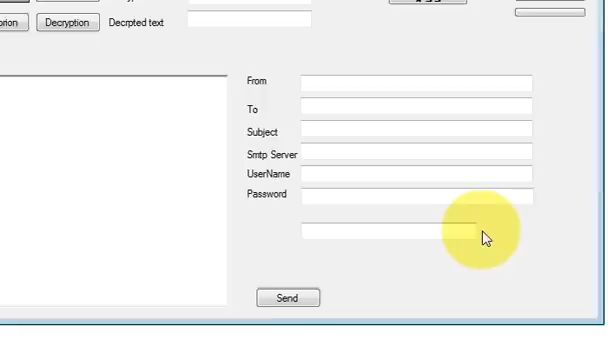 Decryption
Decrpted text
From
To
Subject
Smtp Server
UserName
Password
Send